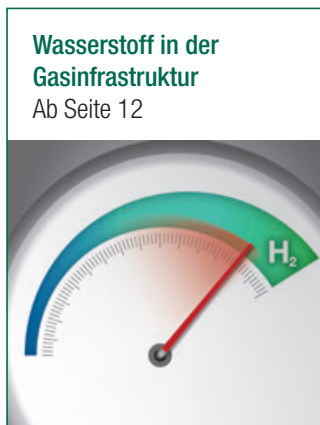 Wasserstoff in der
Gasinfrastruktur
Ab Seite 12
H₂